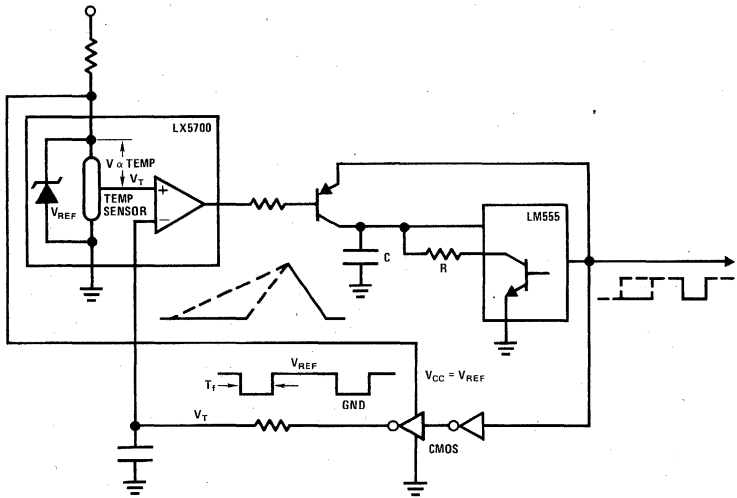 LX5700
V α TEMP
V_T
V_REF
TEMP
SENSOR
+
−
LM555
C
R
V_REF
V_CC = V_REF
T_f
GND
V_T
CMOS